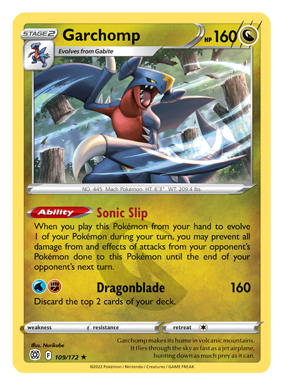 STAGE2 Garchomp HP 160
Evolves from Gabite
NO. 445 Mach Pokémon HT: 6'3" WT: 209.4 lbs.
Ability Sonic Slip
When you play this Pokémon from your hand to evolve
1 of your Pokémon during your turn, you may prevent all
damage from and effects of attacks from your opponent's
Pokémon done to this Pokémon until the end of your
opponent's next turn.
Dragonblade 160
Discard the top 2 cards of your deck.
weakness resistance retreat
Illus. Nurikabe
F 109/172 ★
Garchomp makes its home in volcanic mountains.
It flies through the sky as fast as a jet airplane,
hunting down as much prey as it can.
©2022 Pokémon / Nintendo / Creatures / GAME FREAK